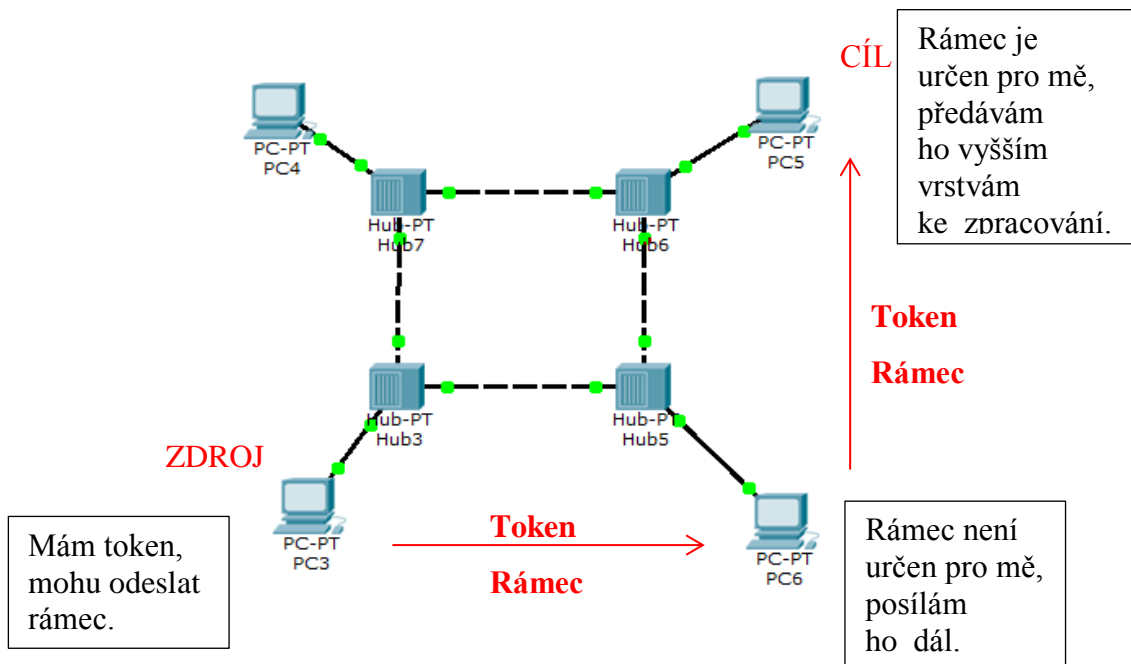 CÍL
Rámec je
určen pro mě,
předávám
ho vyšším
vrstvám
ke zpracování.
PC-PT
PC4
PC-PT
PC5
Hub-PT
Hub7
Hub-PT
Hub6
Token
Rámec
Hub-PT
Hub3
Hub-PT
Hub5
ZDROJ
Mám token,
mohu odeslat
rámec.
PC-PT
PC3
Token
Rámec
PC-PT
PC6
Rámec není
určen pro mě,
posílám
ho dál.